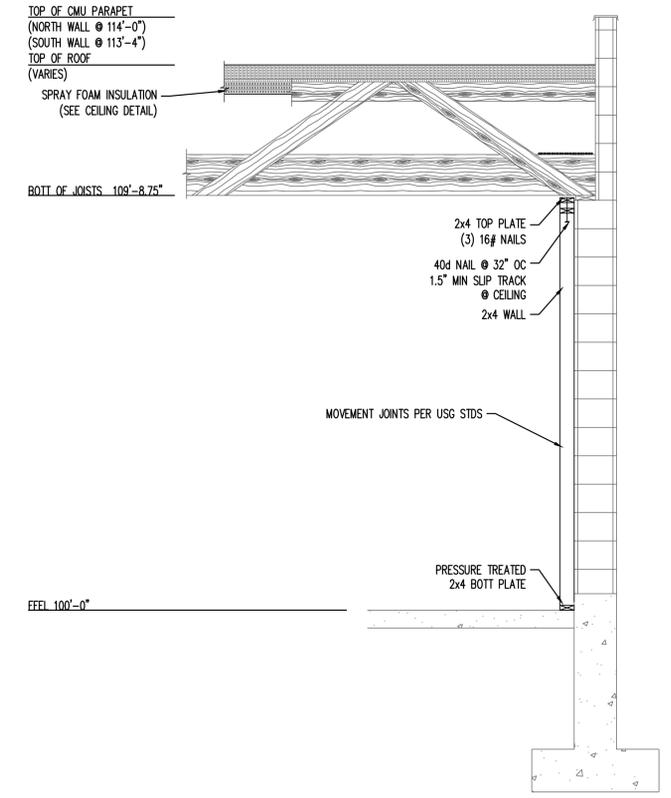 TOP OF CMU PARAPET
(NORTH WALL @ 114'-0")
(SOUTH WALL @ 113'-4")
TOP OF ROOF
(VARIES)
SPRAY FOAM INSULATION
(SEE CEILING DETAIL)
BOTT OF JOISTS 109'-8.75"
2x4 TOP PLATE
(3) 16# NAILS
40d NAIL @ 32" OC
1.5" MIN SLIP TRACK
@ CEILING
2x4 WALL
MOVEMENT JOINTS PER USG STDS
PRESSURE TREATED
2x4 BOTT PLATE
FFEL 100'-0"